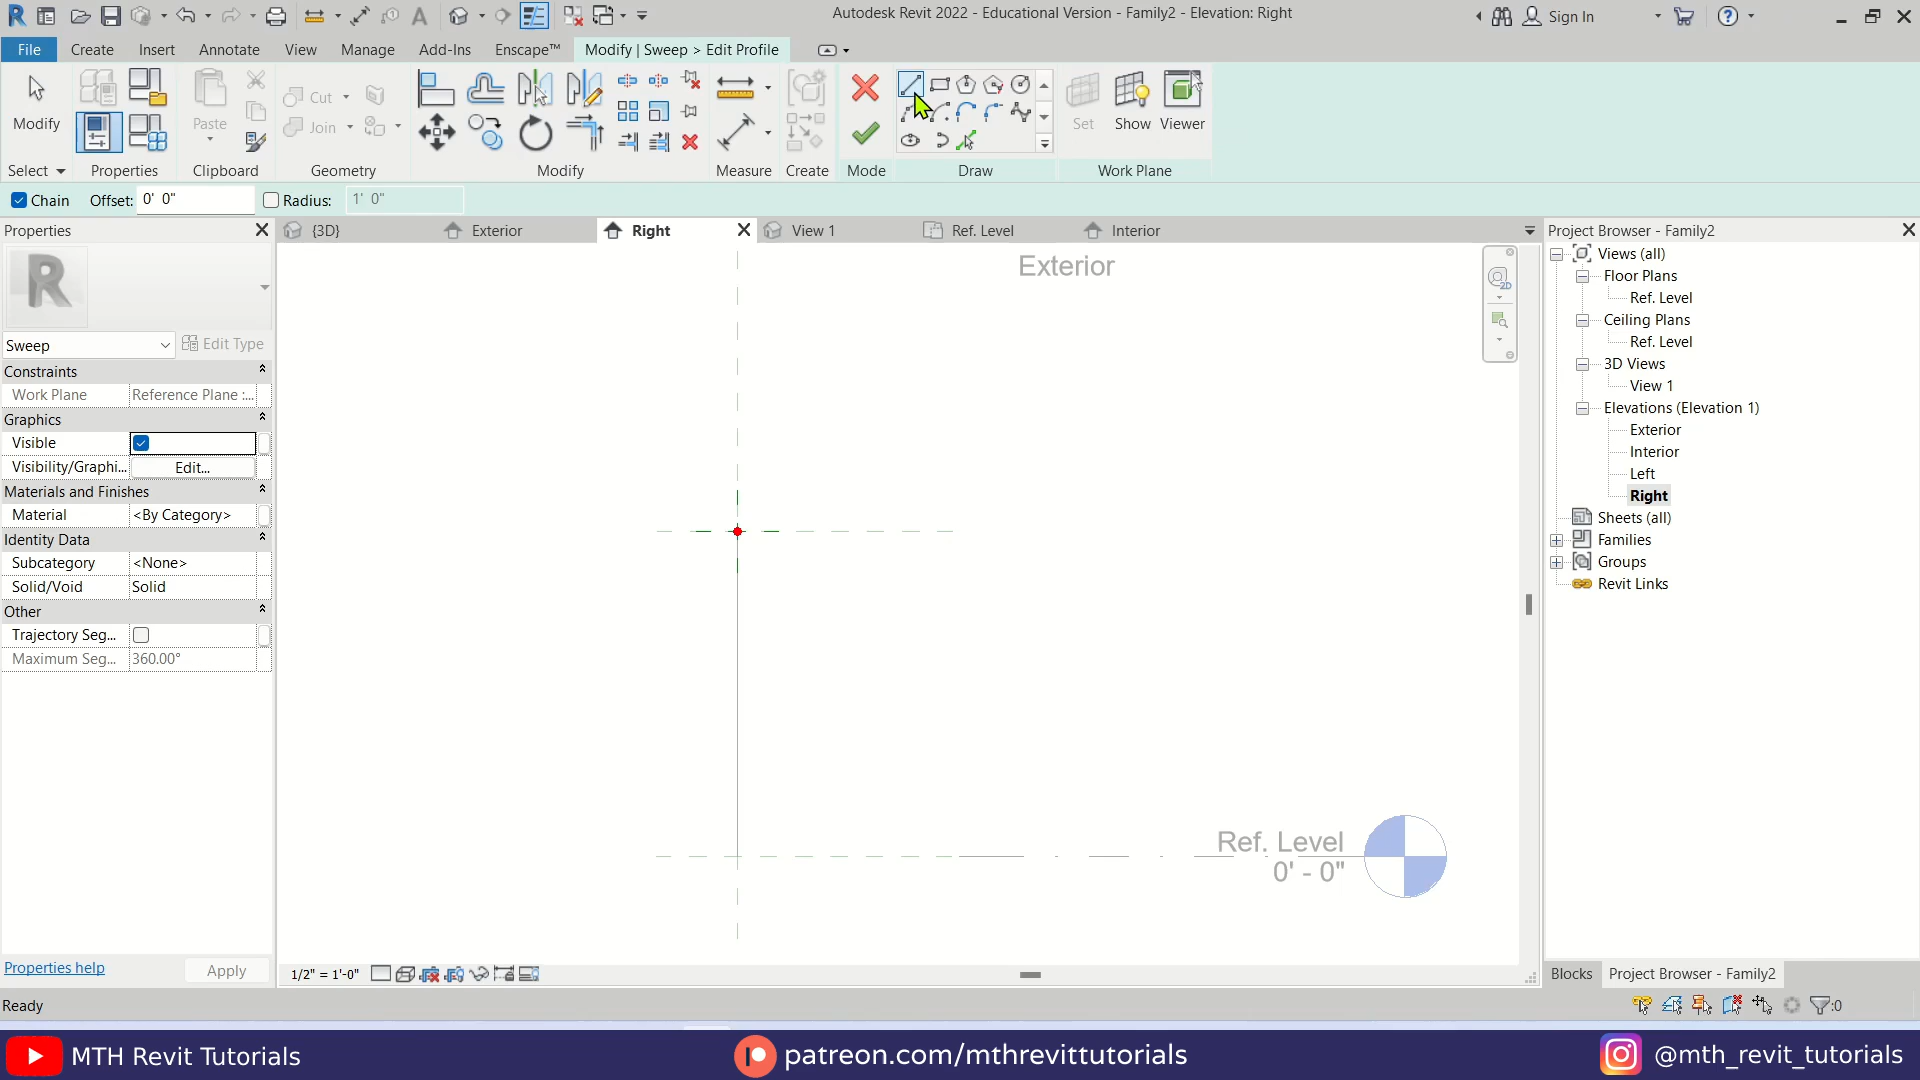 Autodesk Revit 2022 - Educational Version - Family2 - Elevation: Right
Sign In
File Create Insert Annotate View Manage Add-Ins Enscape™ Modify | Sweep > Edit Profile
Modify
Paste
Cut
Join
Set Show Viewer
Select Properties Clipboard Geometry Modify Measure Create Mode Draw Work Plane
Chain Offset: 0' 0" Radius: 1' 0"
Properties
{3D} Exterior Right View 1 Ref. Level Interior
Project Browser - Family2
Sweep Edit Type
Constraints
Work Plane Reference Plane :...
Graphics
Visible
Visibility/Graphi... Edit...
Materials and Finishes
Material <By Category>
Identity Data
Subcategory <None>
Solid/Void Solid
Other
Trajectory Seg...
Maximum Seg... 360.00°
Properties help Apply
Exterior
2D
Ref. Level
0' - 0"
1/2" = 1'-0"
Views (all)
Floor Plans
Ref. Level
Ceiling Plans
Ref. Level
3D Views
View 1
Elevations (Elevation 1)
Exterior
Interior
Left
Right
Sheets (all)
Families
Groups
Revit Links
Blocks Project Browser - Family2
Ready
:0
MTH Revit Tutorials
patreon.com/mthrevittutorials
@mth_revit_tutorials